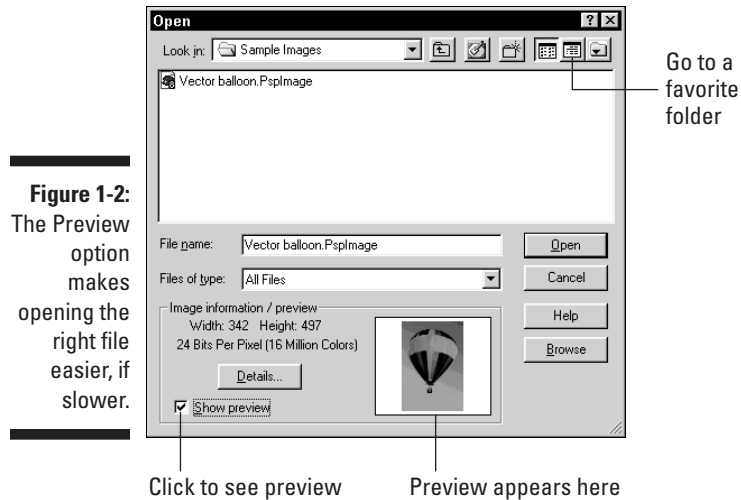 Open
Look in: Sample Images
Vector balloon.PspImage
Go to a
favorite
folder
Figure 1-2:
The Preview
option
makes
opening the
right file
easier, if
slower.
File name: Vector balloon.PspImage Open
Files of type: All Files Cancel
Image information / preview
Width: 342 Height: 497
24 Bits Per Pixel (16 Million Colors)
Details...
Show preview
Help
Browse
Click to see preview
Preview appears here